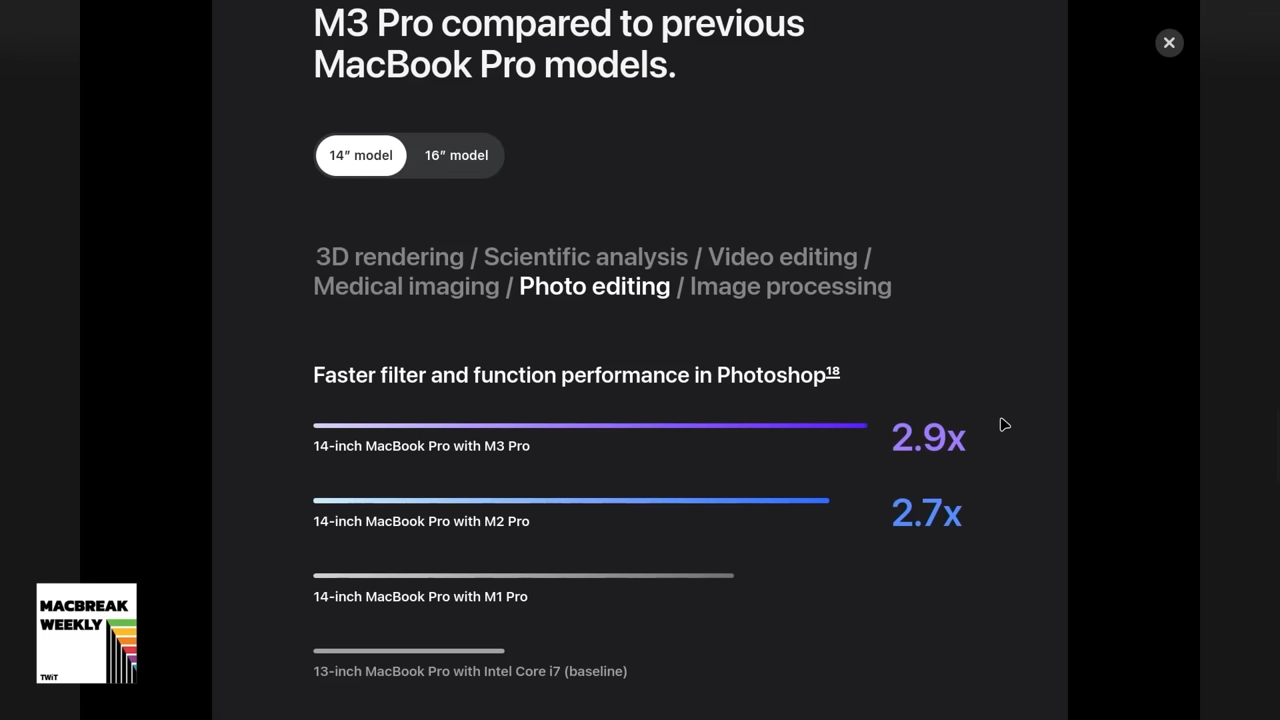 M3 Pro compared to previous
MacBook Pro models.
14” model
16” model
3D rendering / Scientific analysis / Video editing /
Medical imaging / Photo editing / Image processing
Faster filter and function performance in Photoshop18
14-inch MacBook Pro with M3 Pro
2.9x
14-inch MacBook Pro with M2 Pro
2.7x
14-inch MacBook Pro with M1 Pro
13-inch MacBook Pro with Intel Core i7 (baseline)
MACBREAK
WEEKLY
TWiT